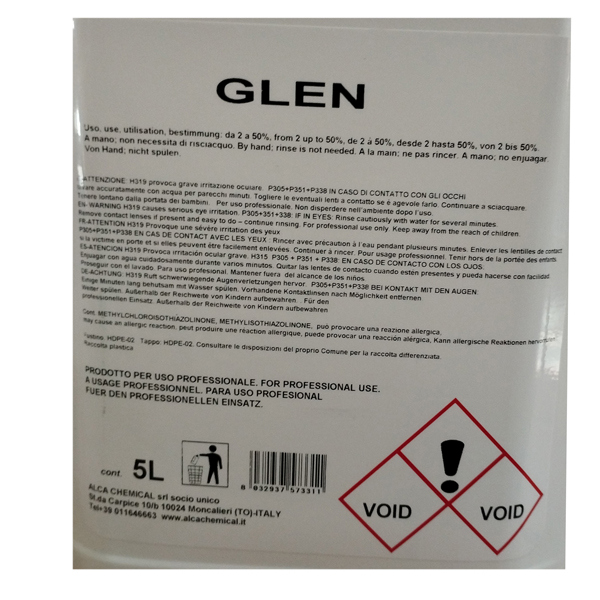 GLEN
Uso, use, utilisation, bestimmung: da 2 a 50%, from 2 up to 50%, de 2 à 50%, desde 2 hasta 50%, von 2 bis 50%.
A mano; non necessita di risciacquo. By hand; rinse is not needed. A la main; ne pas rincer. A mano; no enjuagar.
Von Hand; nicht spülen.
ATTENZIONE: H319 provoca grave irritazione oculare. P305+P351+P338 IN CASO DI CONTATTO CON GLI OCCHI
lavare accuratamente con acqua per parecchi minuti. Togliere le eventuali lenti a contatto se è agevole farlo. Continuare a sciacquare.
Tenere lontano dalla portata dei bambini. Per uso professionale. Non disperdere nell'ambiente dopo l'uso.
EN- WARNING H319 causes serious eye irritation. P305+351+338: IF IN EYES: Rinse cautiously with water for several minutes.
Remove contact lenses if present and easy to do – continue rinsing. For professional use only. Keep away from the reach of children.
FR-ATTENTION H319 Provoque une sévère irritation des yeux
P305+P351+P338 EN CAS DE CONTACT AVEC LES YEUX : Rincer avec précaution à l'eau pendant plusieurs minutes. Enlever les lentilles de contact
si la victime en porte et si elles peuvent être facilement enlevées. Continuer à rincer. Pour usage professionnel. Tenir hors de la portée des enfants.
ES-ATENCION H319 Provoca irritación ocular grave. H315 P305 + P351 + P338 EN CASO DE CONTACTO CON LOS OJOS:
Enjuagar con agua cuidadosamente durante varios minutos. Quitar las lentes de contacto cuando estén presentes y pueda hacerse con facilidad.
Proseguir con el lavado. Para uso profesional. Mantener fuera del alcance de los niños.
DE-ACHTUNG H319 Ruft schwerwiegende Augenverletzungen hervor P305+P351+P338 BEI KONTAKT MIT DEN AUGEN:
Einige Minuten lang behutsam mit Wasser spülen. Vorhandene Kontaktlinsen nach Möglichkeit entfernen
Weiter spülen. Außerhalb der Reichweite von Kindern aufbewahren. Für den
professionellen Einsatz. Außerhalb der Reichweite von Kindern aufbewahren
Cont. METHYLCHLOROISOTHIAZOLINONE, METHYLISOTHIAZOLINONE, può provocare una reazione allergica,
may cause an allergic reaction, peut produire une réaction allergique, puede provocar una reacción alérgica, Kann allergische Reaktionen hervorrufen
Flacone: HDPE-02 Tappo: HDPE-02. Consultare le disposizioni del proprio Comune per la raccolta differenziata.
Raccolta plastica
PRODOTTO PER USO PROFESSIONALE. FOR PROFESSIONAL USE.
A USAGE PROFESSIONNEL. PARA USO PROFESIONAL
FUER DEN PROFESSIONELLEN EINSATZ.
cont. 5L
8 032937 573311
ALCA CHEMICAL srl socio unico
St.da Carpice 10/b 10024 Moncalieri (TO)-ITALY
Tel+39 011646663 www.alcachemical.it
VOID
VOID